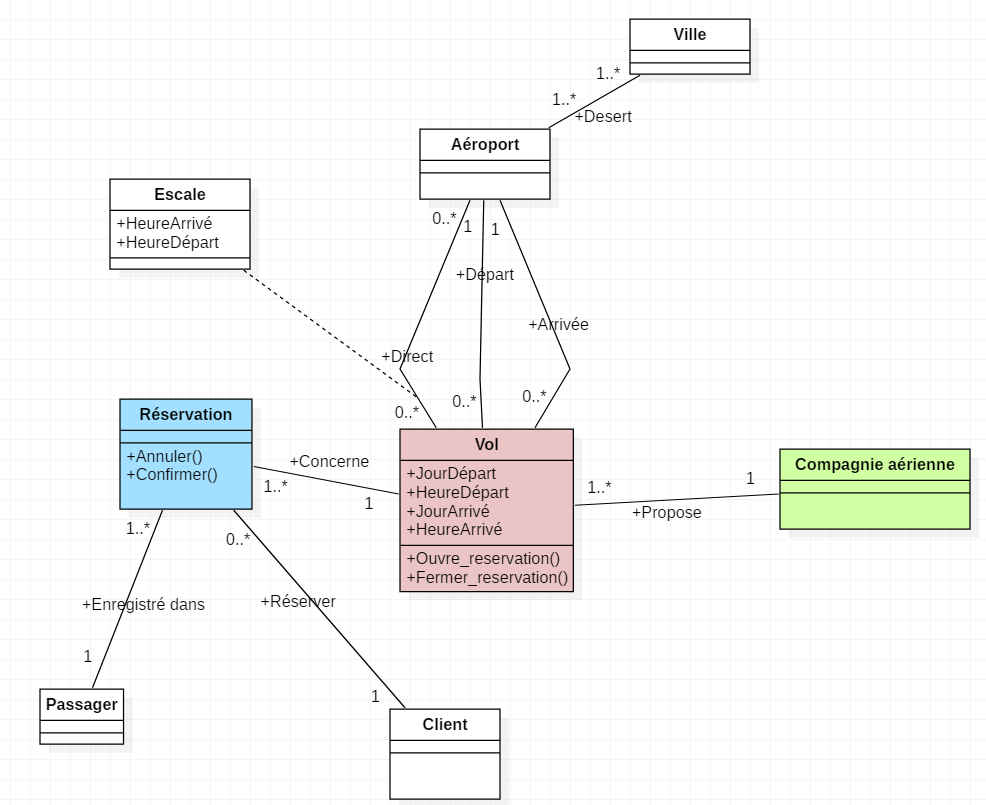 Ville
1..*
1..*
+Desert
Aéroport
Escale
+HeureArrivé
+HeureDépart
0..*
1
1
+Départ
+Arrivée
+Direct
0..*
0..*
0..*
Réservation
+Annuler()
+Confirmer()
Vol
+JourDépart
+HeureDépart
+JourArrivé
+HeureArrivé
+Ouvre_reservation()
+Fermer_reservation()
Compagnie aérienne
+Concerne
1..*
1
1..*
1
+Propose
1..*
0..*
+Enregistré dans
+Réserver
1
1
Passager
Client